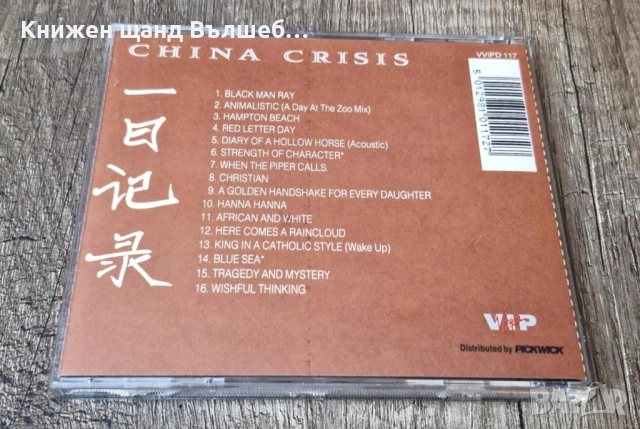 Книжен щанд Вълшеб...
CHINA CRISIS
VVIPD 117
5 012981 011727
一日记录
1. BLACK MAN RAY
2. ANIMALISTIC (A Day At The Zoo Mix)
3. HAMPTON BEACH
4. RED LETTER DAY
5. DIARY OF A HOLLOW HORSE (Acoustic)
6. STRENGTH OF CHARACTER*
7. WHEN THE PIPER CALLS
8. CHRISTIAN
9. A GOLDEN HANDSHAKE FOR EVERY DAUGHTER
10. HANNA HANNA
11. AFRICAN AND WHITE
12. HERE COMES A RAINCLOUD
13. KING IN A CATHOLIC STYLE (Wake Up)
14. BLUE SEA*
15. TRAGEDY AND MYSTERY
16. WISHFUL THINKING
VIP
Distributed by PICKWICK
BAZAR